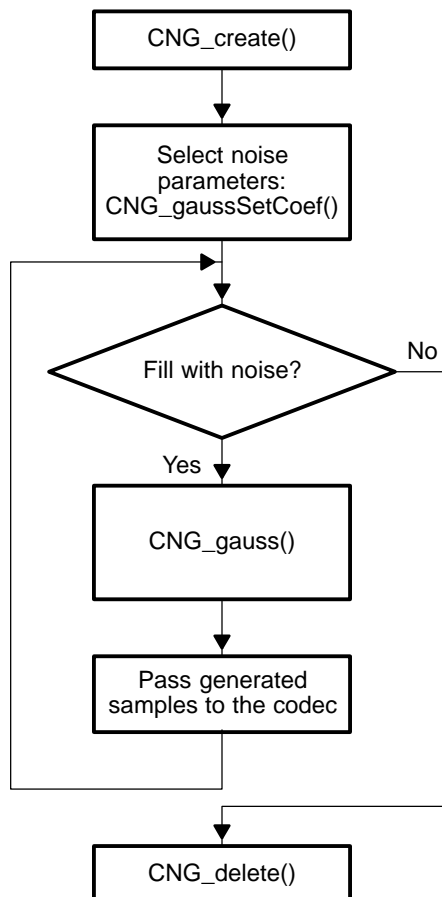 CNG_create()
Select noise
parameters:
CNG_gaussSetCoef()
Fill with noise?
No
Yes
CNG_gauss()
Pass generated
samples to the codec
CNG_delete()